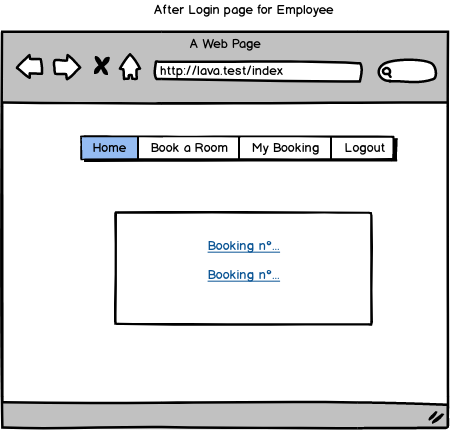 After Login page for Employee
A Web Page
http://lava.test/index
Home Book a Room My Booking Logout
Booking n°...
Booking n°...